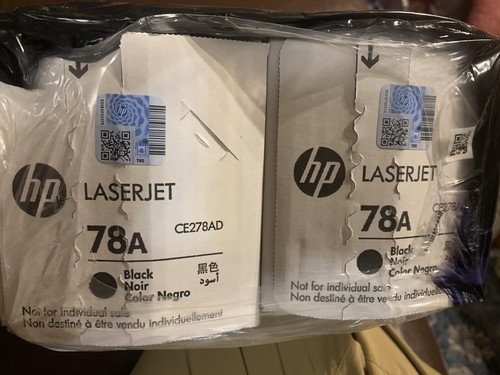 hp
LASERJET
78A
CE278AD
Black
Noir
Color Negro
黑色
أسود
Not for individual sale
Non destiné à être vendu individuellement
hp
LASERJET
78A
CE278AD
Black
Noir
Color Negro
Not for individual sale
Non destiné à être vendu